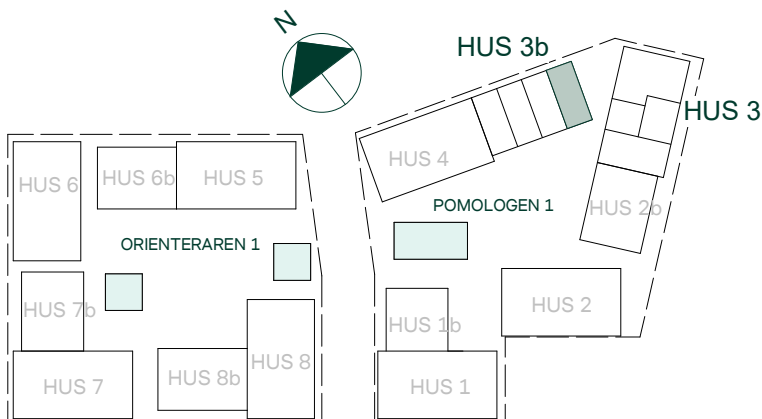 N
HUS 3b
HUS 3
HUS 4
HUS 6
HUS 6b
HUS 5
POMOLOGEN 1
HUS 2b
ORIENTERAREN 1
HUS 7b
HUS 2
HUS 1b
HUS 8
HUS 8b
HUS 7
HUS 1